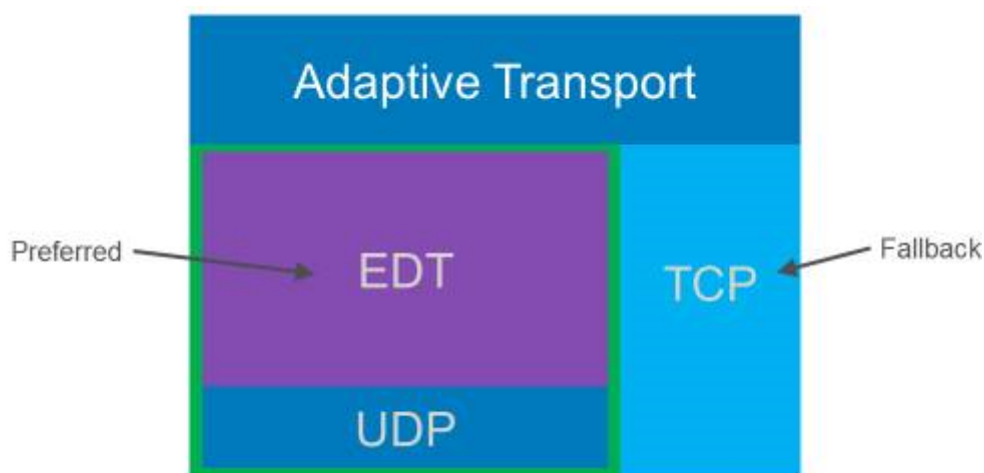 Adaptive Transport
Preferred
EDT
TCP
Fallback
UDP